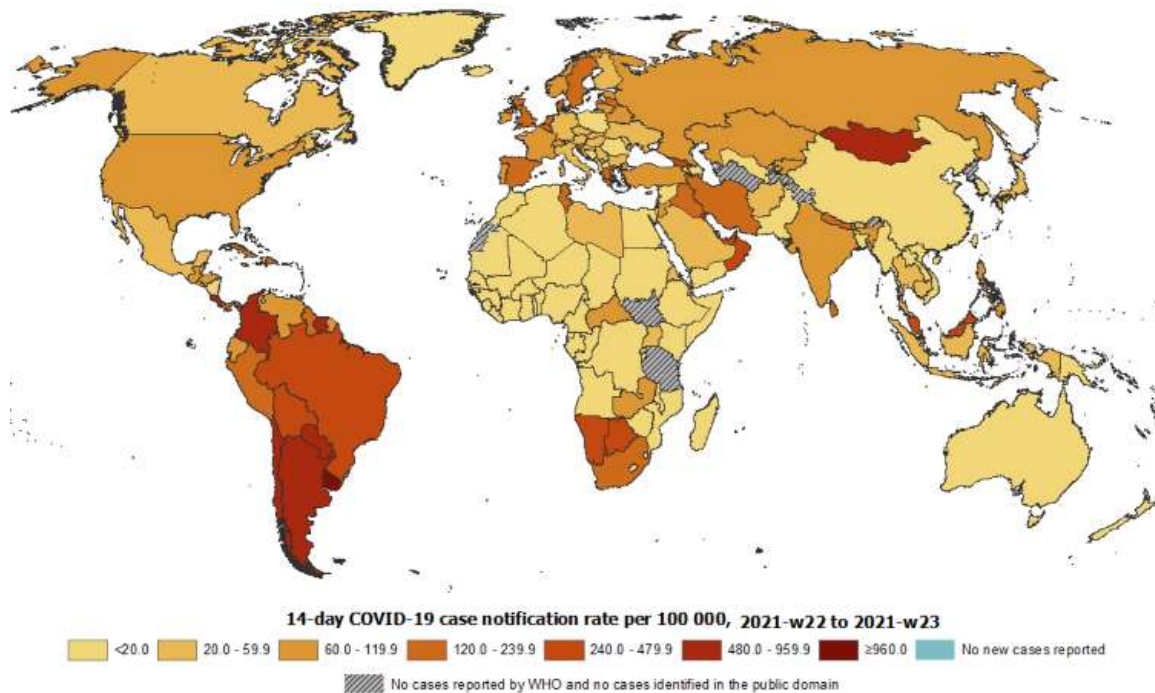 14-day COVID-19 case notification rate per 100 000, 2021-w22 to 2021-w23
<20.0 20.0 - 59.9 60.0 - 119.9 120.0 - 239.9 240.0 - 479.9 480.0 - 959.9 ≥960.0 No new cases reported
No cases reported by WHO and no cases identified in the public domain